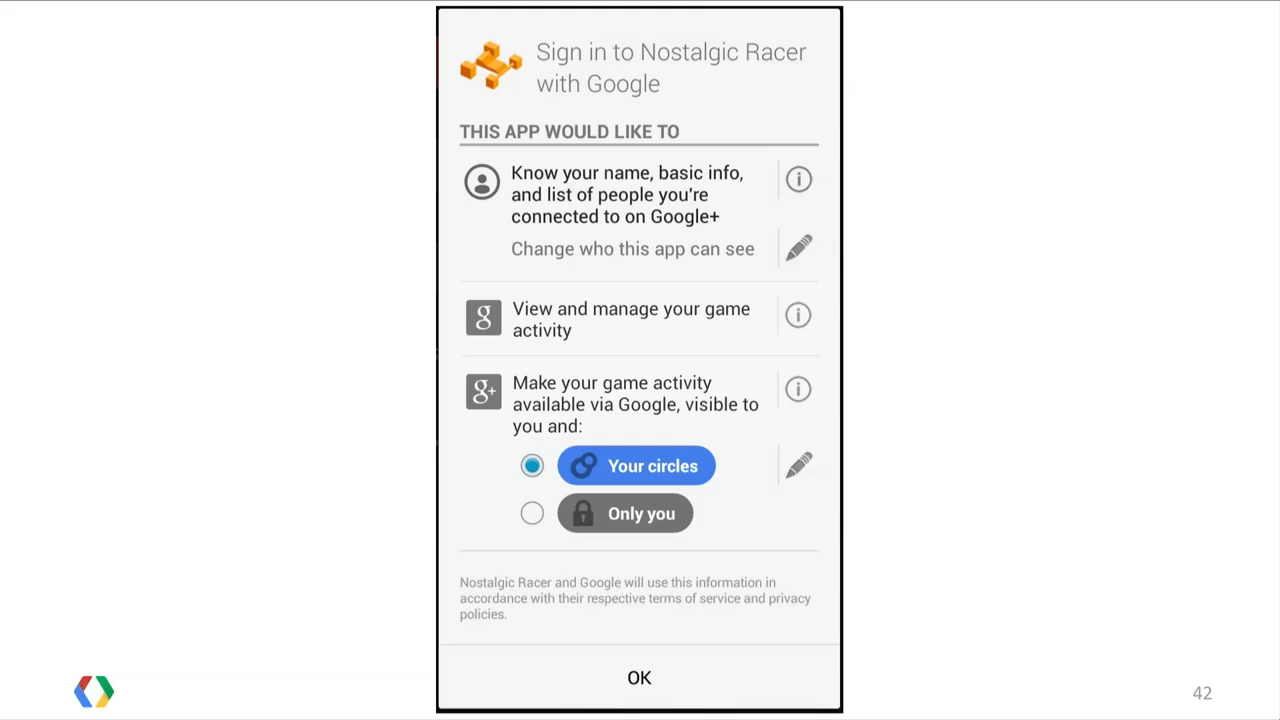 Sign in to Nostalgic Racer
with Google
THIS APP WOULD LIKE TO
Know your name, basic info,
and list of people you're
connected to on Google+
Change who this app can see
g
View and manage your game
activity
g+
Make your game activity
available via Google, visible to
you and:
Your circles
Only you
Nostalgic Racer and Google will use this information in
accordance with their respective terms of service and privacy
policies.
OK
42